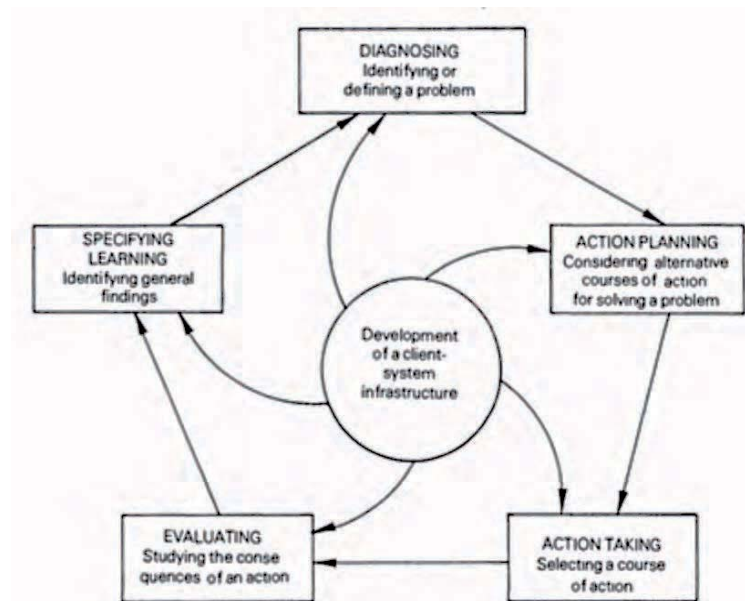 DIAGNOSING
Identifying or
defining a problem
ACTION PLANNING
Considering alternative
courses of action
for solving a problem
SPECIFYING
LEARNING
Identifying general
findings
Development
of a client-
system
infrastructure
EVALUATING
Studying the conse
quences of an action
ACTION TAKING
Selecting a course
of action